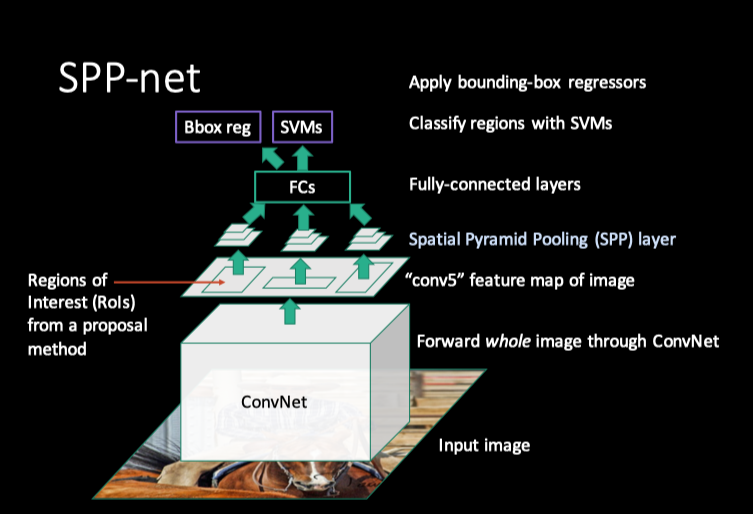 SPP-net
Apply bounding-box regressors
Bbox reg
SVMs
Classify regions with SVMs
FCs
Fully-connected layers
Spatial Pyramid Pooling (SPP) layer
Regions of
Interest (RoIs)
from a proposal
method
“conv5” feature map of image
Forward whole image through ConvNet
ConvNet
Input image